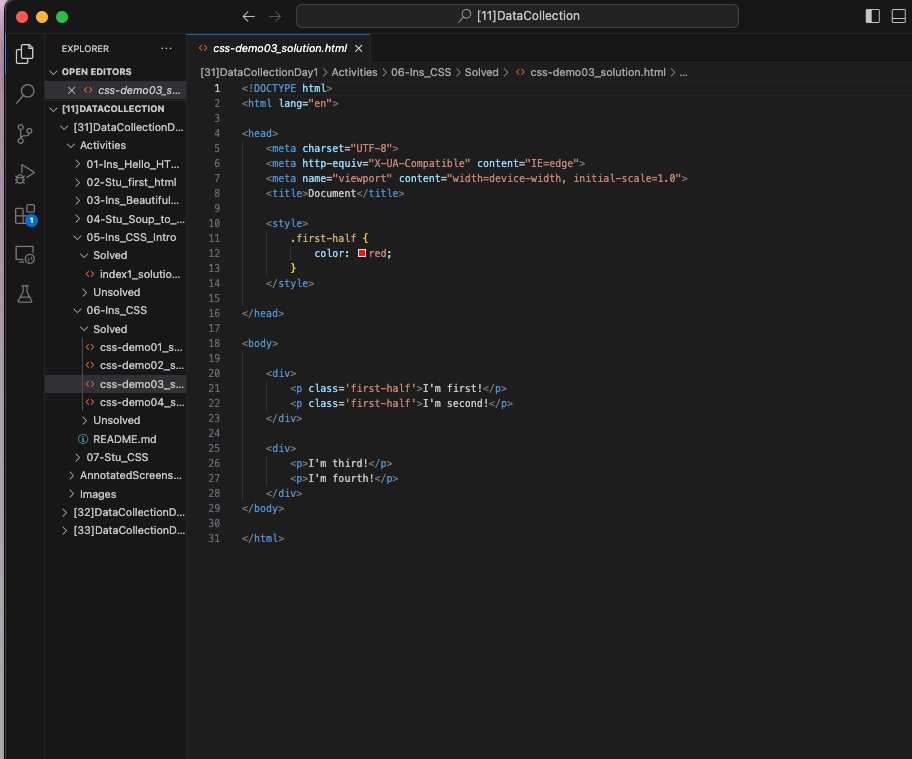 [11]DataCollection
EXPLORER ...
OPEN EDITORS
css-demo03_s...
[11]DATACOLLECTION
[31]DataCollectionD...
Activities
01-Ins_Hello_HT...
02-Stu_first_html
03-Ins_Beautiful...
04-Stu_Soup_to_...
05-Ins_CSS_Intro
Solved
index1_solutio...
Unsolved
06-Ins_CSS
Solved
css-demo01_s...
css-demo02_s...
css-demo03_s...
css-demo04_s...
Unsolved
README.md
07-Stu_CSS
AnnotatedScreens...
Images
[32]DataCollectionD...
[33]DataCollectionD...
1
css-demo03_solution.html
[31]DataCollectionDay1 > Activities > 06-Ins_CSS > Solved > css-demo03_solution.html > ...
1 <!DOCTYPE html>
2 <html lang="en">
3
4 <head>
5 <meta charset="UTF-8">
6 <meta http-equiv="X-UA-Compatible" content="IE=edge">
7 <meta name="viewport" content="width=device-width, initial-scale=1.0">
8 <title>Document</title>
9
10 <style>
11 .first-half {
12 color: red;
13 }
14 </style>
15
16 </head>
17
18 <body>
19
20 <div>
21 <p class='first-half'>I'm first!</p>
22 <p class='first-half'>I'm second!</p>
23 </div>
24
25 <div>
26 <p>I'm third!</p>
27 <p>I'm fourth!</p>
28 </div>
29 </body>
30
31 </html>